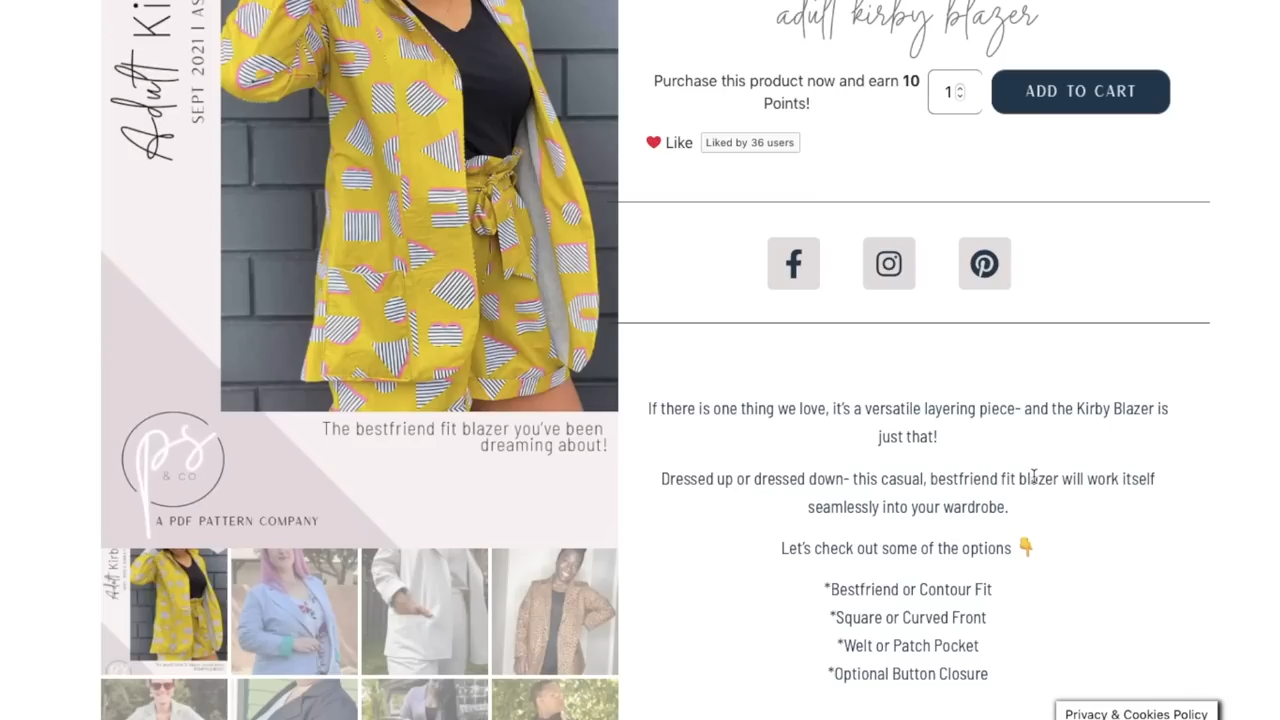 Adult Ki
SEPT 2021 | AS
adult kirby blazer
Purchase this product now and earn 10
Points!
1
ADD TO CART
Like
Liked by 36 users
If there is one thing we love, it's a versatile layering piece- and the Kirby Blazer is
just that!
Dressed up or dressed down- this casual, bestfriend fit blazer will work itself
seamlessly into your wardrobe.
Let's check out some of the options 👇
*Bestfriend or Contour Fit
*Square or Curved Front
*Welt or Patch Pocket
*Optional Button Closure
The bestfriend fit blazer you've been
dreaming about!
ps
& co
A PDF PATTERN COMPANY
Adult Kirb
Privacy & Cookies Policy